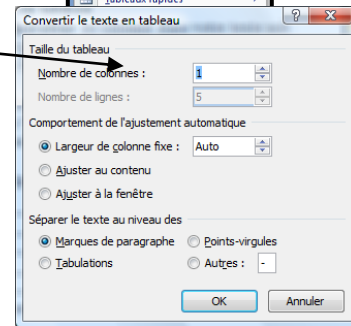 Tableaux rapides
Convertir le texte en tableau
Taille du tableau
Nombre de colonnes : 1
Nombre de lignes : 5
Comportement de l'ajustement automatique
Largeur de colonne fixe : Auto
Ajuster au contenu
Ajuster à la fenêtre
Séparer le texte au niveau des
Marques de paragraphe Points-virgules
Tabulations Autres : -
OK Annuler